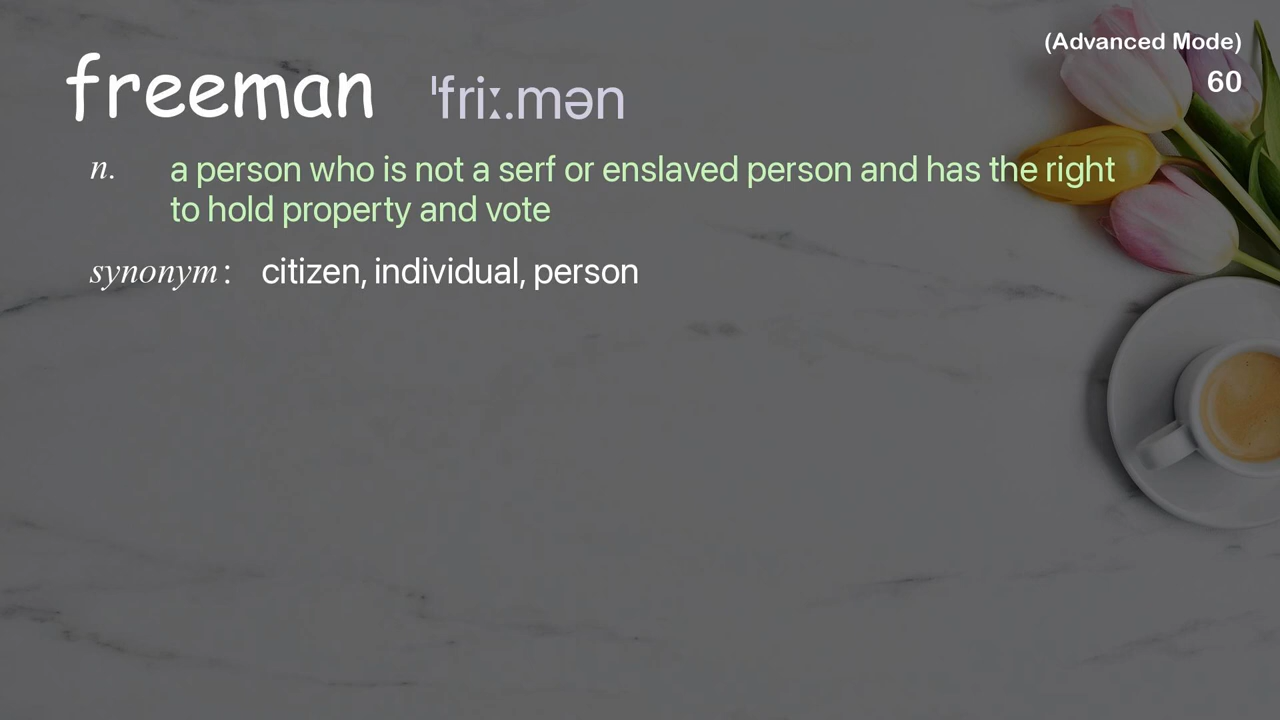 (Advanced Mode)
60
freeman ˈfriː.mən
n. a person who is not a serf or enslaved person and has the right
to hold property and vote
synonym: citizen, individual, person